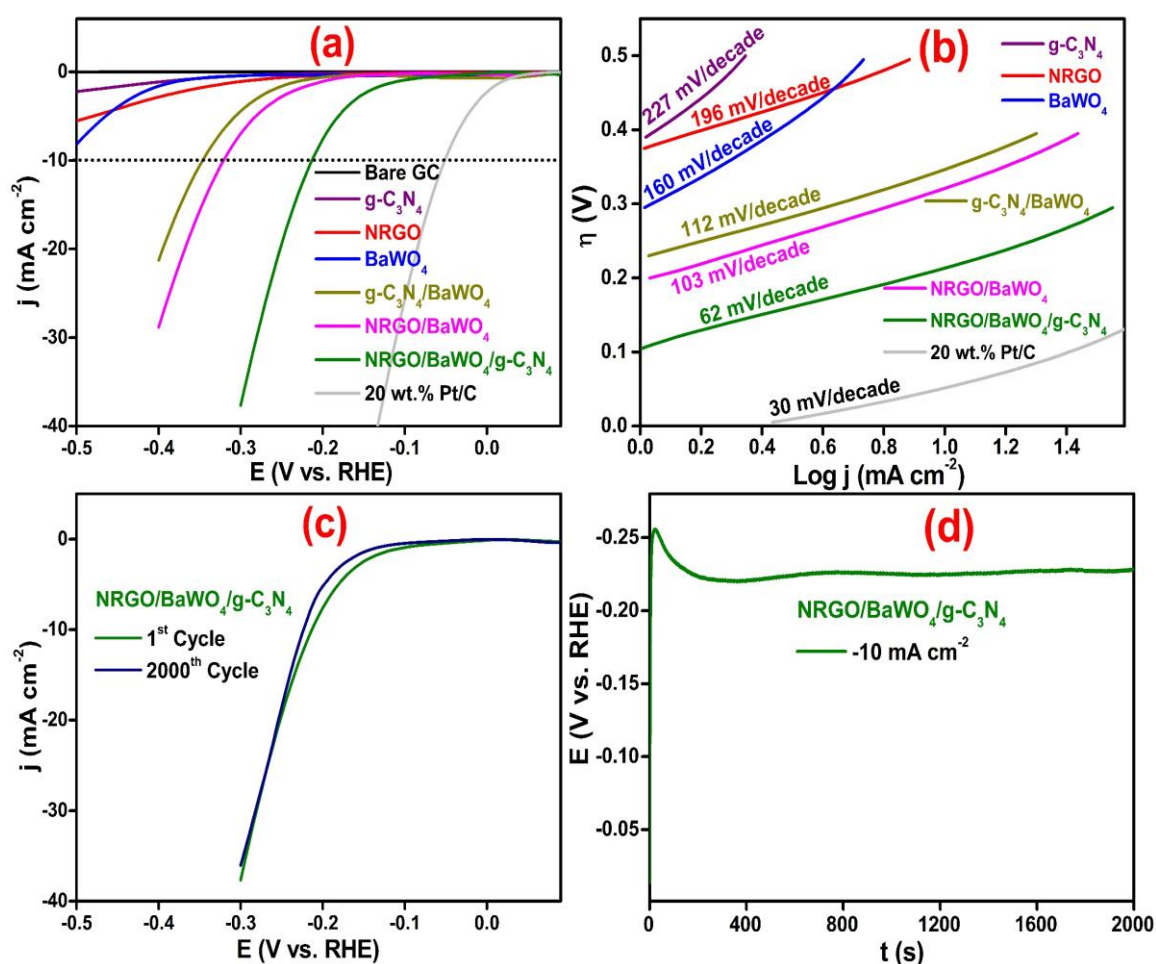 (a)
0
-10
-20
-30
-40
j (mA cm⁻²)
-0.5 -0.4 -0.3 -0.2 -0.1 0.0
E (V vs. RHE)
Bare GC
g-C₃N₄
NRGO
BaWO₄
g-C₃N₄/BaWO₄
NRGO/BaWO₄
NRGO/BaWO₄/g-C₃N₄
20 wt.% Pt/C
(b)
0.5
0.4
0.3
0.2
0.1
0.0
η (V)
0.0 0.2 0.4 0.6 0.8 1.0 1.2 1.4
Log j (mA cm⁻²)
g-C₃N₄
NRGO
BaWO₄
227 mV/decade
196 mV/decade
160 mV/decade
112 mV/decade
g-C₃N₄/BaWO₄
103 mV/decade
62 mV/decade
NRGO/BaWO₄
NRGO/BaWO₄/g-C₃N₄
20 wt.% Pt/C
30 mV/decade
(c)
0
-10
-20
-30
-40
j (mA cm⁻²)
NRGO/BaWO₄/g-C₃N₄
1ˢᵗ Cycle
2000ᵗʰ Cycle
-0.5 -0.4 -0.3 -0.2 -0.1 0.0
E (V vs. RHE)
(d)
-0.25
-0.20
-0.15
-0.10
-0.05
E (V vs. RHE)
NRGO/BaWO₄/g-C₃N₄
-10 mA cm⁻²
0 400 800 1200 1600 2000
t (s)